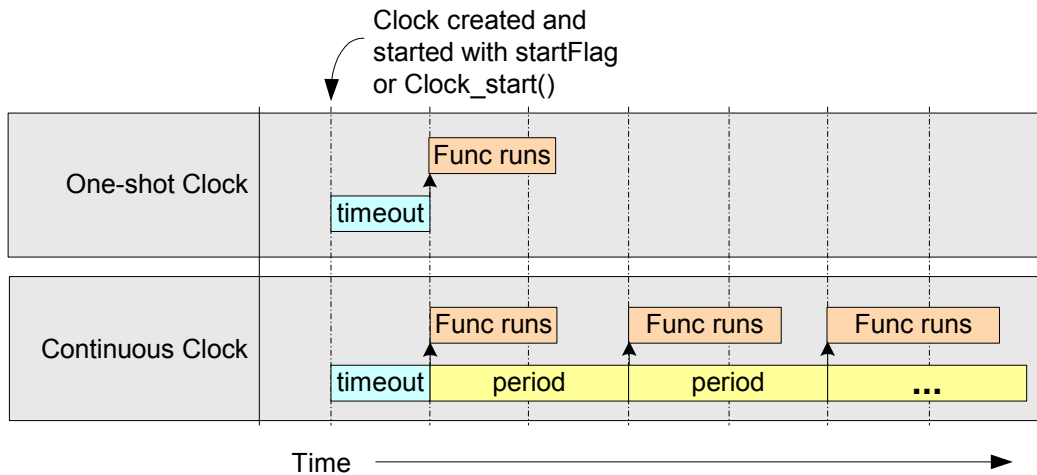 Clock created and
started with startFlag
or Clock_start()
One-shot Clock
Func runs
timeout
Continuous Clock
Func runs
Func runs
Func runs
timeout
period
period
...
Time